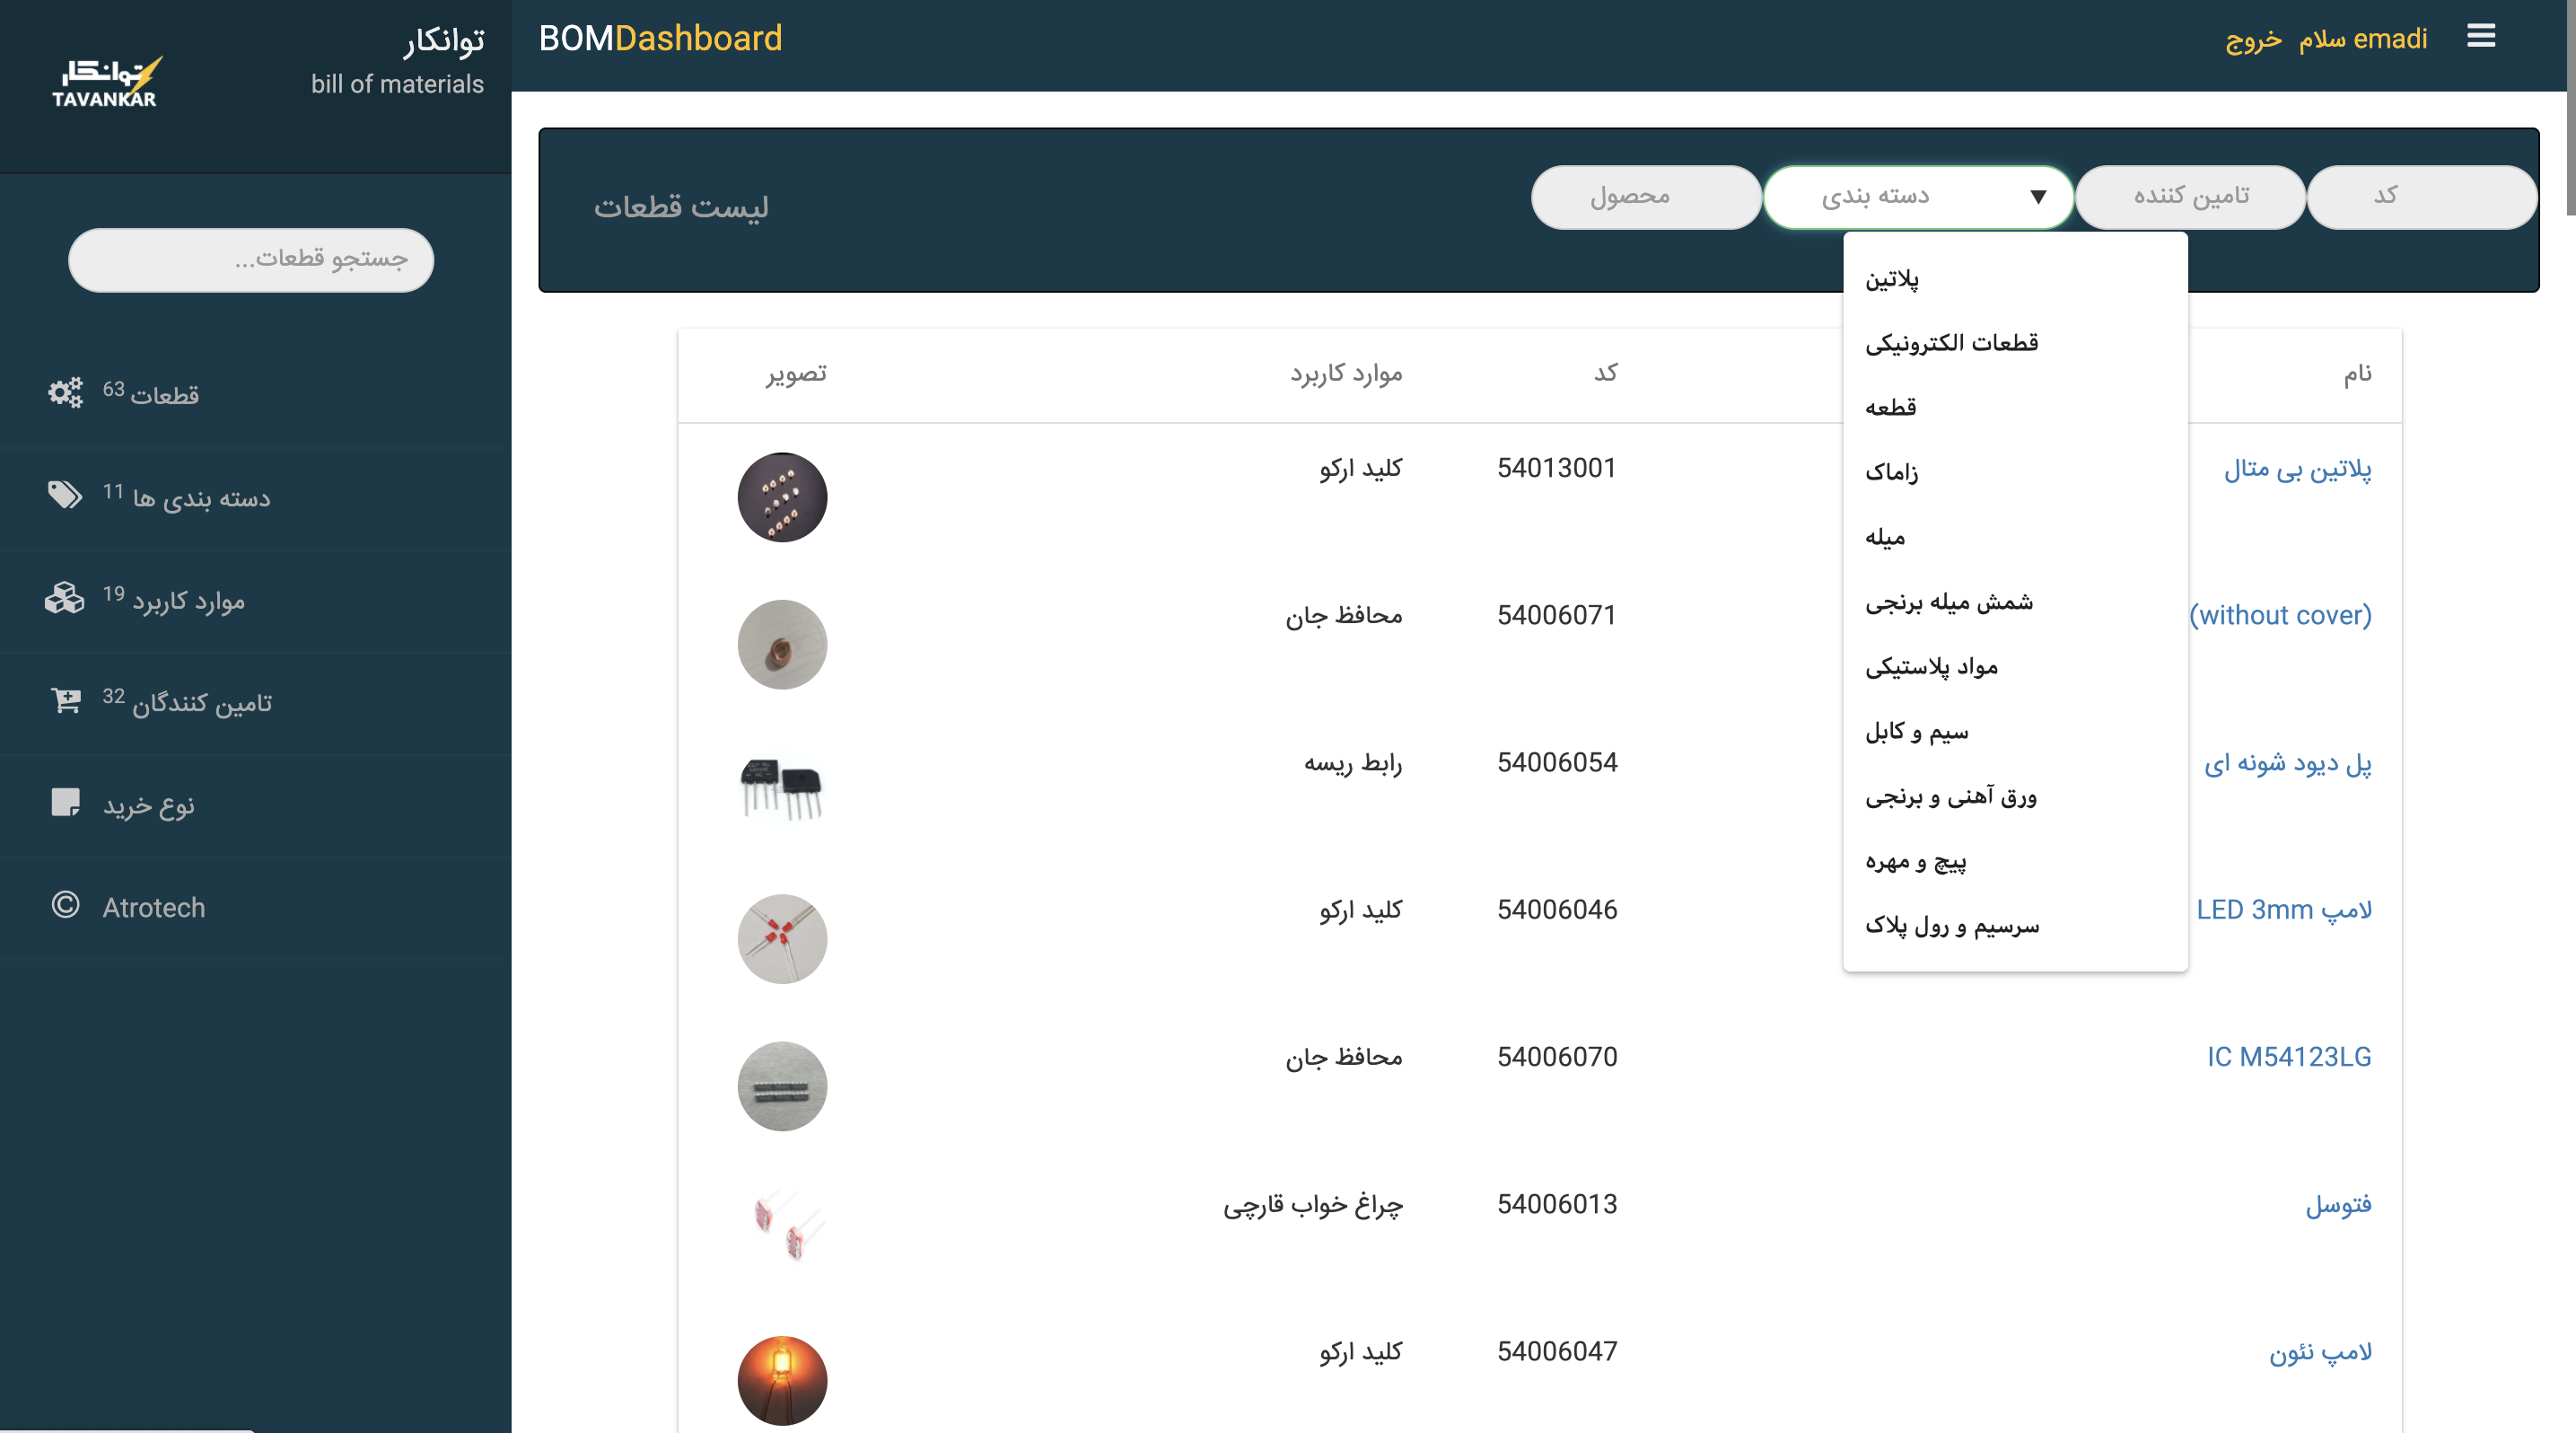 توانکار
bill of materials
توانکار
TAVANKAR
BOMDashboard
emadi سلام خروج
جستجو قطعات...
قطعات 63
دسته بندی ها 11
موارد کاربرد 19
تامین کنندگان 32
نوع خرید
Atrotech
لیست قطعات
کد
تامین کننده
دسته بندی
محصول
پلاتین
قطعات الکترونیکی
قطعه
زاماک
میله
شمش میله برنجی
مواد پلاستیکی
سیم و کابل
ورق آهنی و برنجی
پیچ و مهره
سرسیم و رول پلاک
نام کد موارد کاربرد تصویر
پلاتین بی متال 54013001 کلید ارکو
(without cover) 54006071 محافظ جان
پل دیود شونه ای 54006054 رابط ریسه
لامپ LED 3mm 54006046 کلید ارکو
IC M54123LG 54006070 محافظ جان
فتوسل 54006013 چراغ خواب قارچی
لامپ نئون 54006047 کلید ارکو